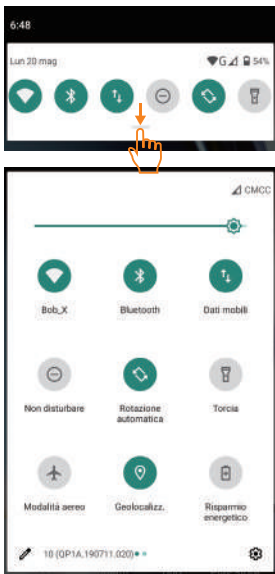 6:48
Lun 20 mag G 54%
CMCC
Bob_X Bluetooth Dati mobili
Non disturbare Rotazione Torcia
automatica
Modalità aereo Geolocalizz. Risparmio
energetico
10 (QP1A.190711.020)